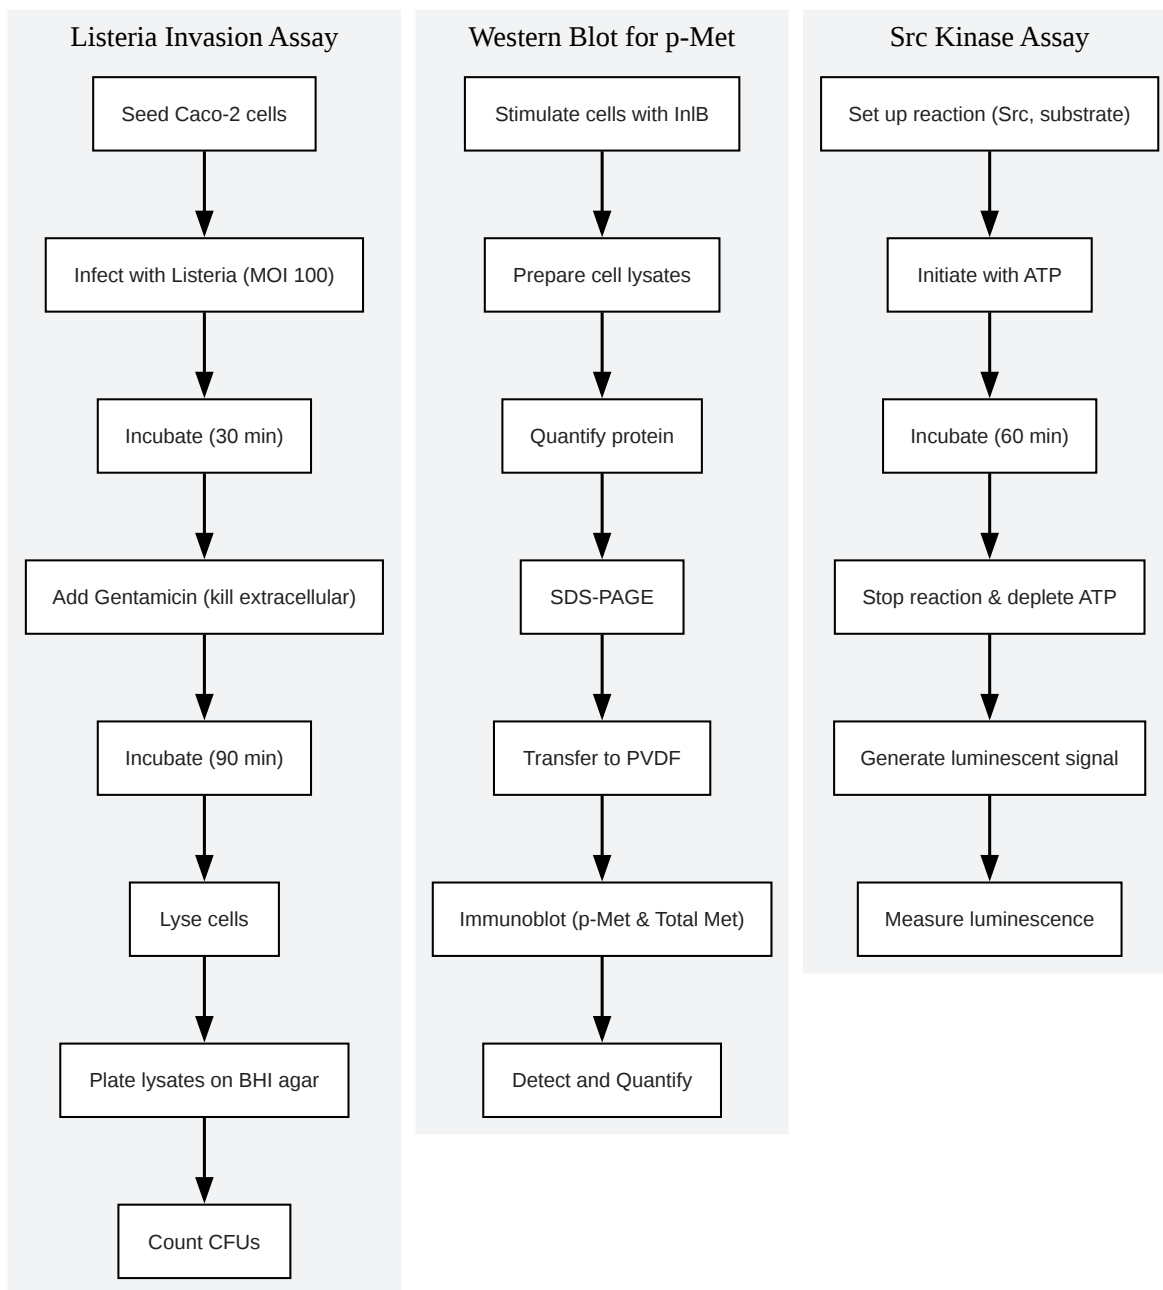 Listeria Invasion Assay
Seed Caco-2 cells
Infect with Listeria (MOI 100)
Incubate (30 min)
Add Gentamicin (kill extracellular)
Incubate (90 min)
Lyse cells
Plate lysates on BHI agar
Count CFUs
Western Blot for p-Met
Stimulate cells with InlB
Prepare cell lysates
Quantify protein
SDS-PAGE
Transfer to PVDF
Immunoblot (p-Met & Total Met)
Detect and Quantify
Src Kinase Assay
Set up reaction (Src, substrate)
Initiate with ATP
Incubate (60 min)
Stop reaction & deplete ATP
Generate luminescent signal
Measure luminescence